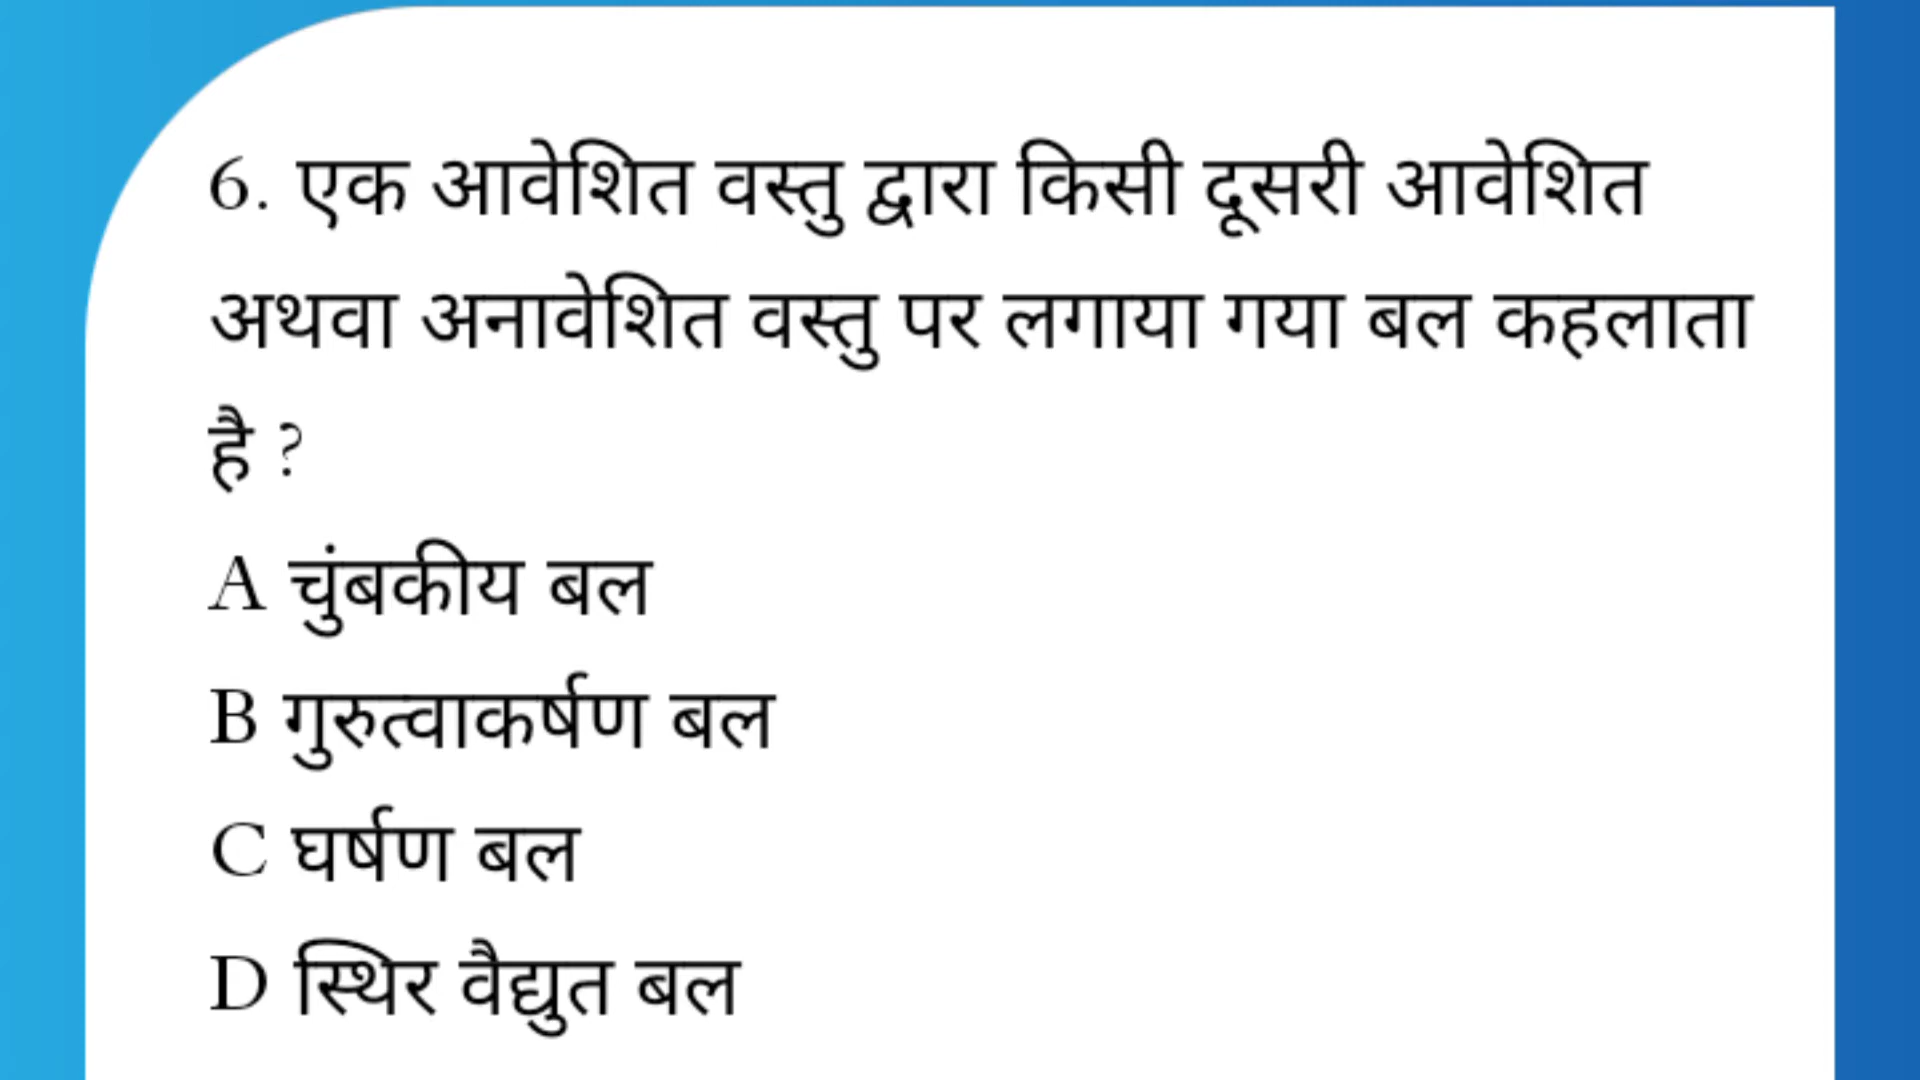 6. एक आवेशित वस्तु द्वारा किसी दूसरी आवेशित
अथवा अनावेशित वस्तु पर लगाया गया बल कहलाता
है ?
A चुंबकीय बल
B गुरुत्वाकर्षण बल
C घर्षण बल
D स्थिर वैद्युत बल